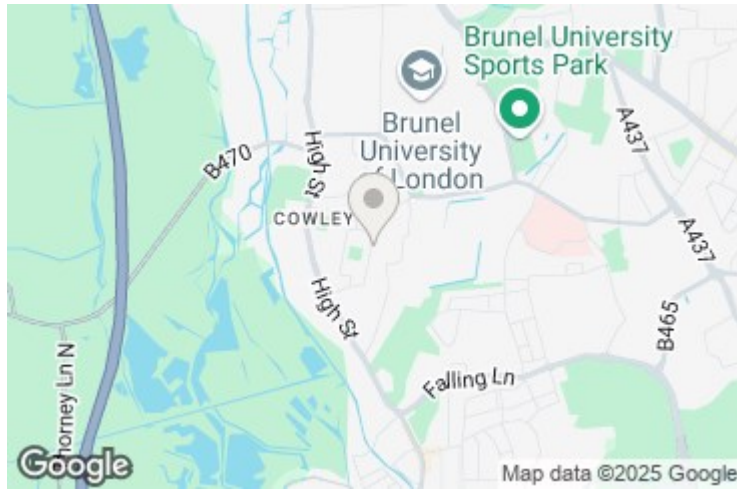 Brunel University
Sports Park
A437
Brunel
University
of London
High St
B470
COWLEY
A437
High St
B465
Falling Ln
horney Ln N
Google
Map data ©2025 Google